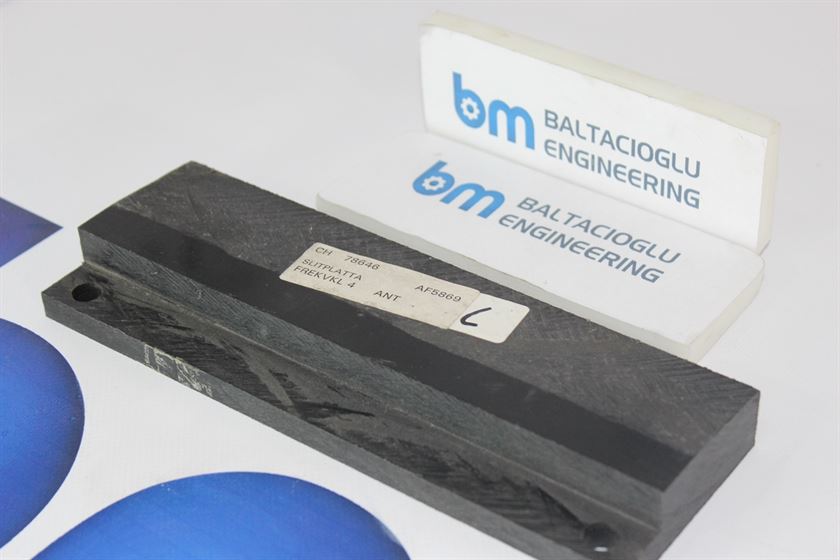 bm BALTACIOGLU
ENGINEERING
bm BALTACIOGLU
ENGINEERING
CH 78646 AF5869
SLITPLATTA
FREKVKL 4 ANT
L